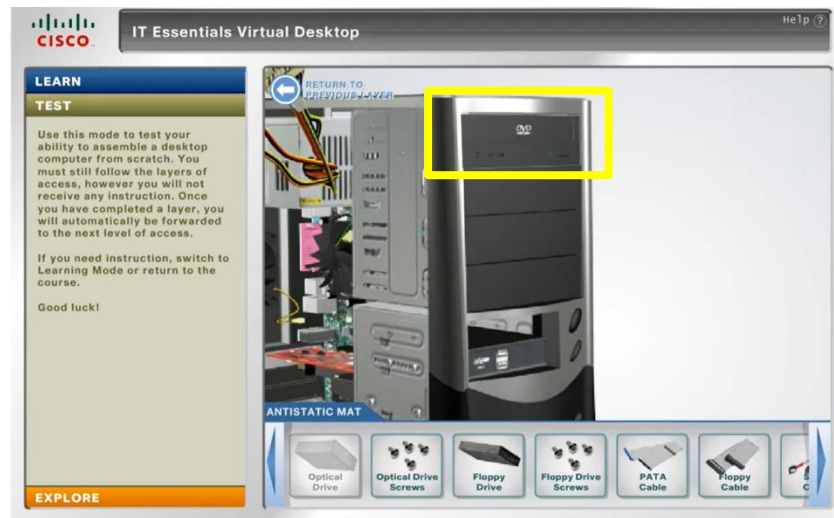 CISCO
IT Essentials Virtual Desktop
Help ?
LEARN
TEST
Use this mode to test your
ability to assemble a desktop
computer from scratch. You
must still follow the layers of
access, however you will not
receive any instruction. Once
you have completed a layer, you
will automatically be forwarded
to the next level of access.
If you need instruction, switch to
Learning Mode or return to the
course.
Good luck!
EXPLORE
RETURN TO
PREVIOUS LAYER
DVD
ANTISTATIC MAT
Optical
Drive
Optical Drive
Screws
Floppy
Drive
Floppy Drive
Screws
PATA
Cable
Floppy
Cable